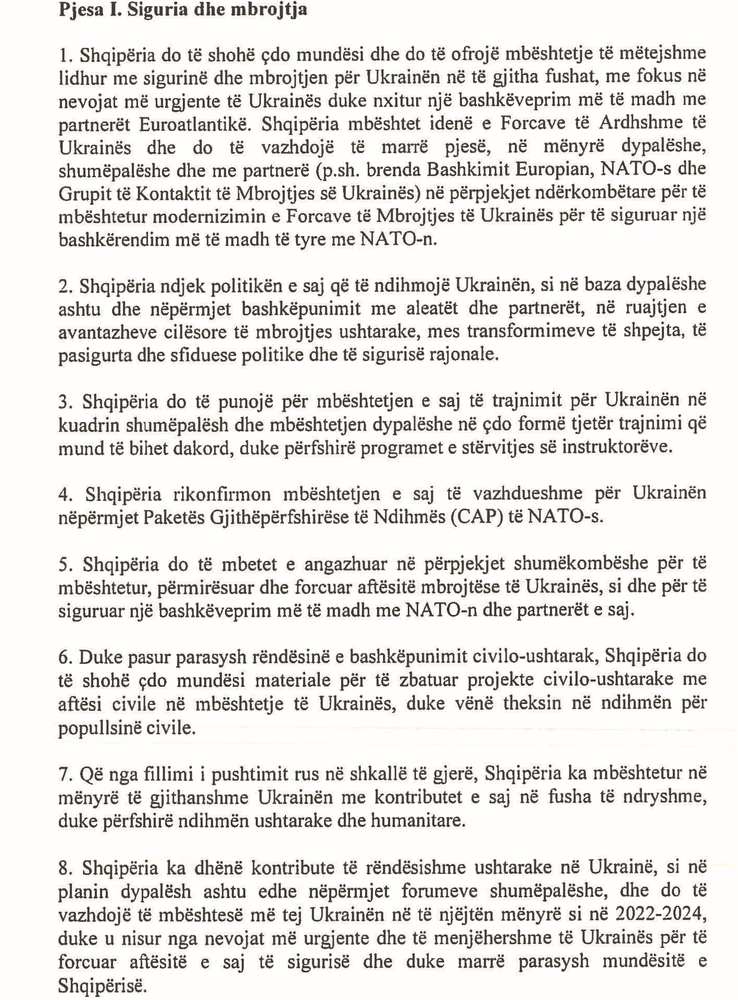 Pjesa I. Siguria dhe mbrojtja
1. Shqipëria do të shohë çdo mundësi dhe do të ofrojë mbështetje të mëtejshme
lidhur me sigurinë dhe mbrojtjen për Ukrainën në të gjitha fushat, me fokus në
nevojat më urgjente të Ukrainës duke nxitur një bashkëveprim më të madh me
partnerët Euroatlantikë. Shqipëria mbështet idenë e Forcave të Ardhshme të
Ukrainës dhe do të vazhdojë të marrë pjesë, në mënyrë dypalëshe,
shumëpalëshe dhe me partnerë (p.sh. brenda Bashkimit Europian, NATO-s dhe
Grupit të Kontaktit të Mbrojtjes së Ukrainës) në përpjekjet ndërkombëtare për të
mbështetur modernizimin e Forcave të Mbrojtjes të Ukrainës për të siguruar një
bashkërendim më të madh të tyre me NATO-n.
2. Shqipëria ndjek politikën e saj që të ndihmojë Ukrainën, si në baza dypalëshe
ashtu dhe nëpërmjet bashkëpunimit me aleatët dhe partnerët, në ruajtjen e
avantazheve cilësore të mbrojtjes ushtarake, mes transformimeve të shpejta, të
pasigurta dhe sfiduese politike dhe të sigurisë rajonale.
3. Shqipëria do të punojë për mbështetjen e saj të trajnimit për Ukrainën në
kuadrin shumëpalësh dhe mbështetjen dypalëshe në çdo formë tjetër trajnimi që
mund të bihet dakord, duke përfshirë programet e stërvitjes së instruktorëve.
4. Shqipëria rikonfirmon mbështetjen e saj të vazhdueshme për Ukrainën
nëpërmjet Paketës Gjithëpërfshirëse të Ndihmës (CAP) të NATO-s.
5. Shqipëria do të mbetet e angazhuar në përpjekjet shumëkombëshe për të
mbështetur, përmirësuar dhe forcuar aftësitë mbrojtëse të Ukrainës, si dhe për të
siguruar një bashkëveprim më të madh me NATO-n dhe partnerët e saj.
6. Duke pasur parasysh rëndësinë e bashkëpunimit civilo-ushtarak, Shqipëria do
të shohë çdo mundësi materiale për të zbatuar projekte civilo-ushtarake me
aftësi civile në mbështetje të Ukrainës, duke vënë theksin në ndihmën për
popullsinë civile.
7. Që nga fillimi i pushtimit rus në shkallë të gjerë, Shqipëria ka mbështetur në
mënyrë të gjithanshme Ukrainën me kontributet e saj në fusha të ndryshme,
duke përfshirë ndihmën ushtarake dhe humanitare.
8. Shqipëria ka dhënë kontribute të rëndësishme ushtarake në Ukrainë, si në
planin dypalësh ashtu edhe nëpërmjet forumeve shumëpalëshe, dhe do të
vazhdojë të mbështesë më tej Ukrainën në të njëjtën mënyrë si në 2022-2024,
duke u nisur nga nevojat më urgjente dhe të menjëhershme të Ukrainës për të
forcuar aftësitë e saj të sigurisë dhe duke marrë parasysh mundësitë e
Shqipërisë.